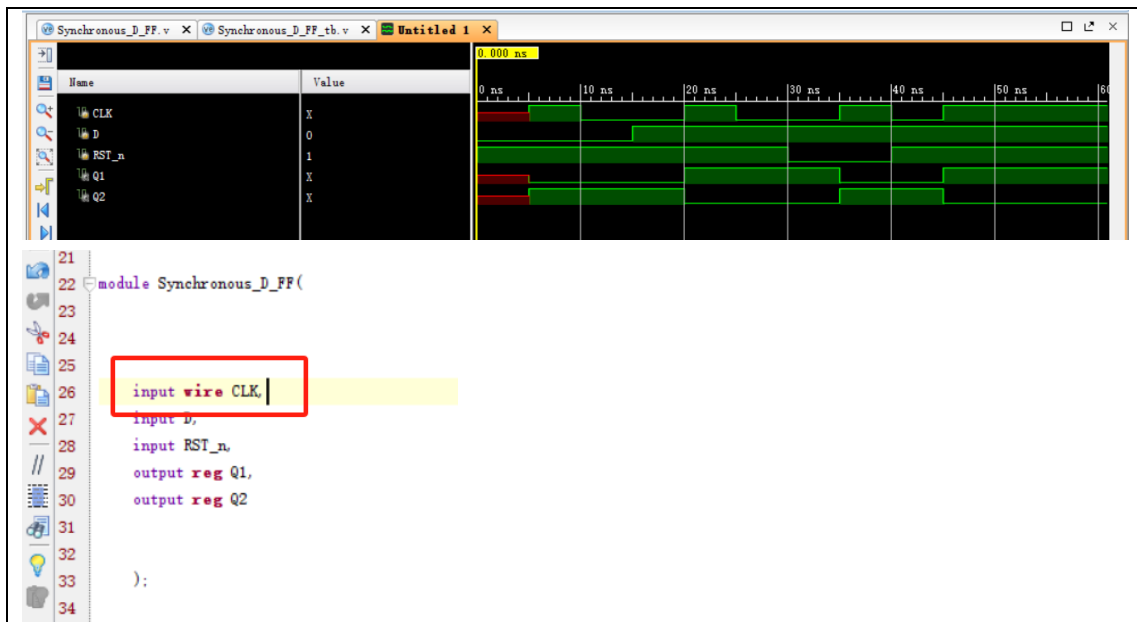 Synchronous_D_FF.v × Synchronous_D_FF_tb.v × Untitled 1 ×
0.000 ns
Name Value
0 ns 10 ns 20 ns 30 ns 40 ns 50 ns 60
CLK X
D 0
RST_n 1
Q1 X
Q2 X
21
22 module Synchronous_D_FF(
23
24
25
26 input wire CLK,
27 input D,
28 input RST_n,
29 output reg Q1,
30 output reg Q2
31
32
33 );
34